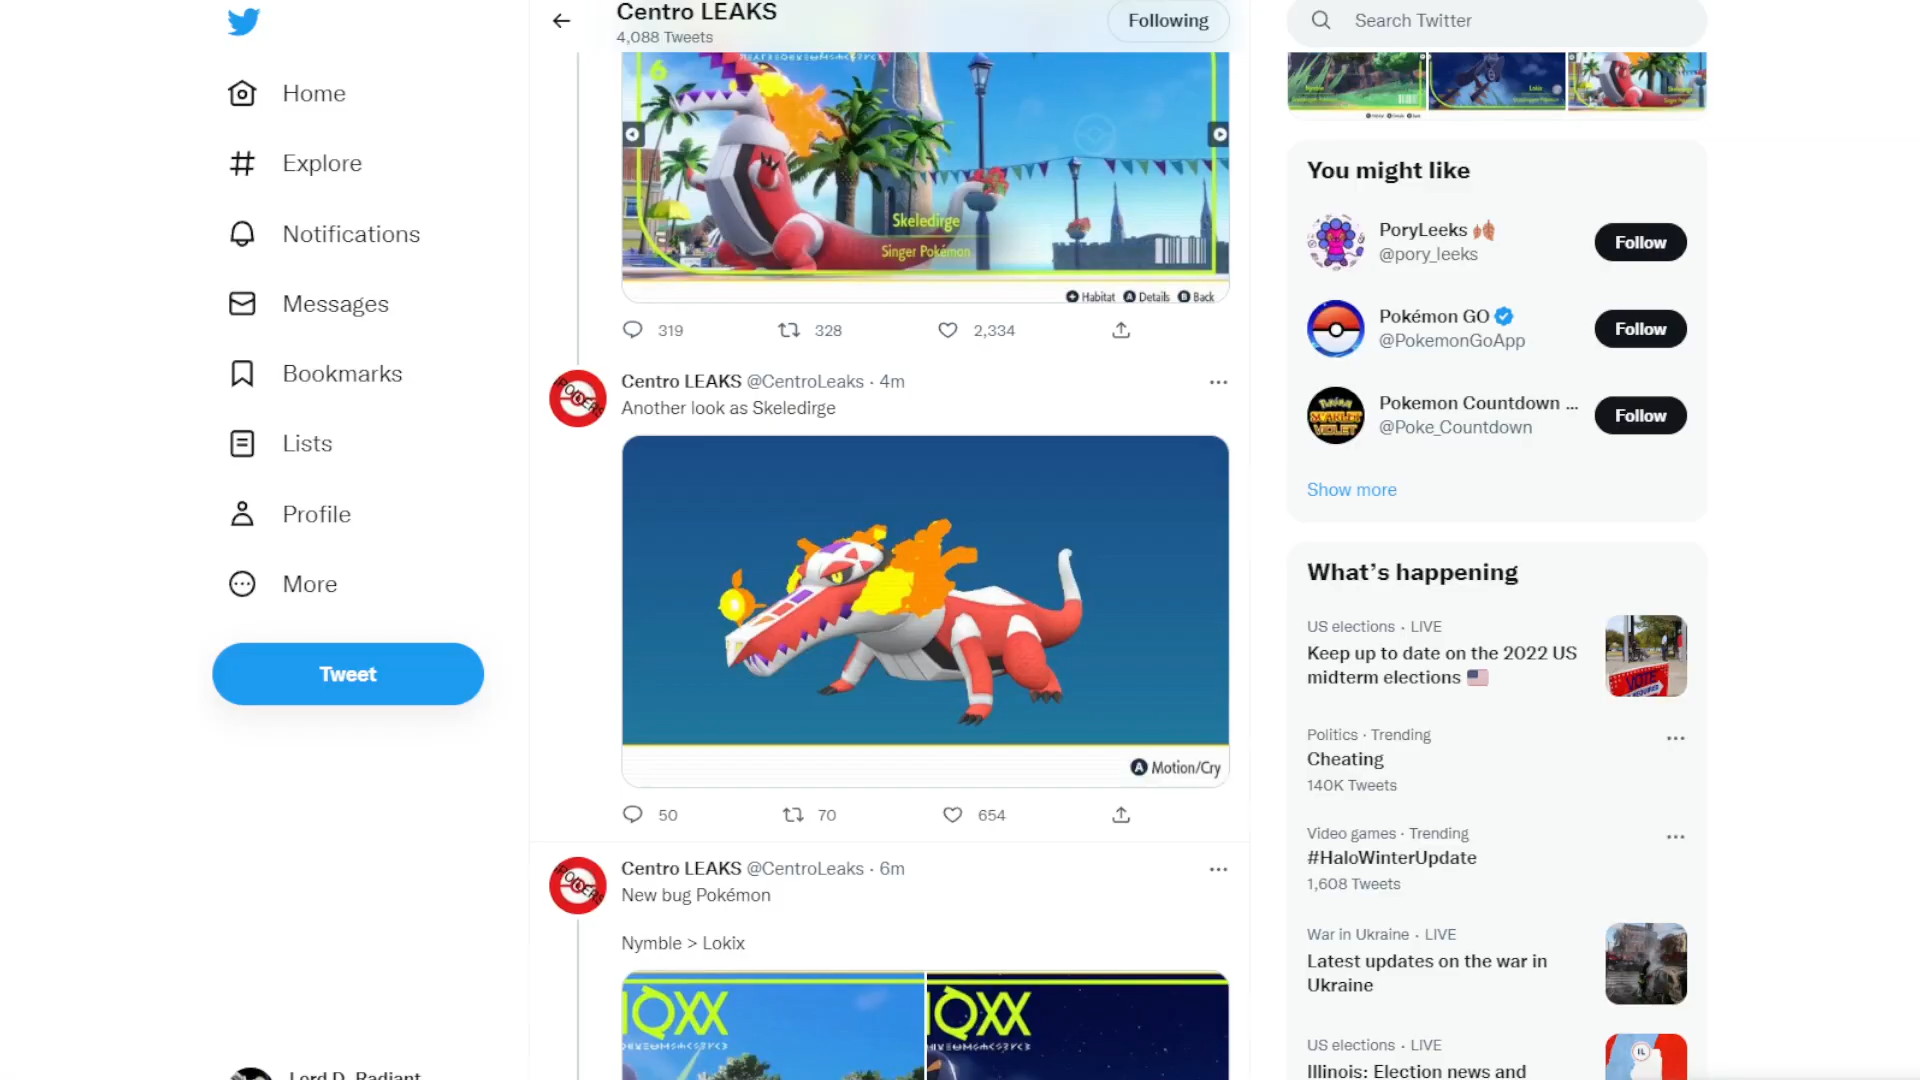 Home
Explore
Notifications
Messages
Bookmarks
Lists
Profile
More
Tweet
Lord D. Radiant
Centro LEAKS
4,088 Tweets
Following
6
Skeledirge
Singer Pokémon
Habitat A Details B Back
319
328
2,334
Centro LEAKS @CentroLeaks · 4m
Another look as Skeledirge
A Motion/Cry
50
70
654
Centro LEAKS @CentroLeaks · 6m
New bug Pokémon
Nymble > Lokix
Search Twitter
You might like
PoryLeeks
@pory_leeks
Follow
Pokémon GO
@PokemonGoApp
Follow
Pokemon Countdown ...
@Poke_Countdown
Follow
Show more
What's happening
US elections · LIVE
Keep up to date on the 2022 US
midterm elections
VOTE
Politics · Trending
Cheating
140K Tweets
Video games · Trending
#HaloWinterUpdate
1,608 Tweets
War in Ukraine · LIVE
Latest updates on the war in
Ukraine
US elections · LIVE
Illinois: Election news and
IL